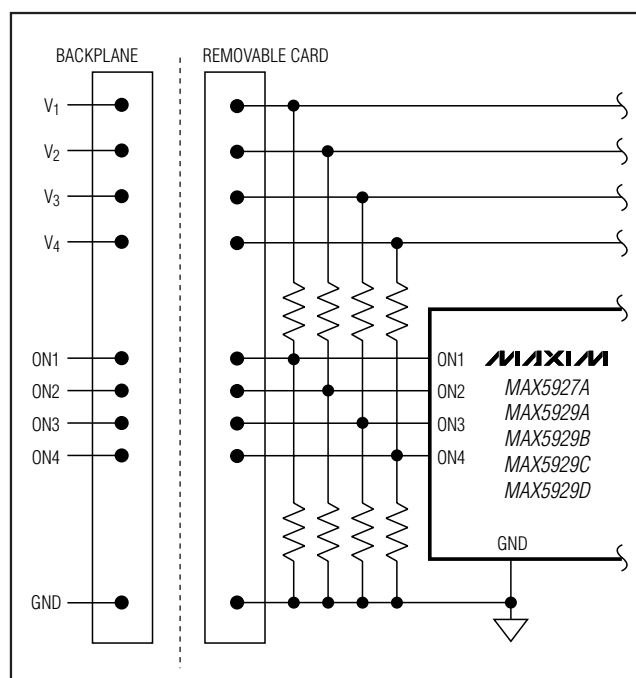 BACKPLANE
REMOVABLE CARD
V1
V2
V3
V4
ON1
ON2
ON3
ON4
GND
ON1
ON2
ON3
ON4
MAXIM
MAX5927A
MAX5929A
MAX5929B
MAX5929C
MAX5929D
GND